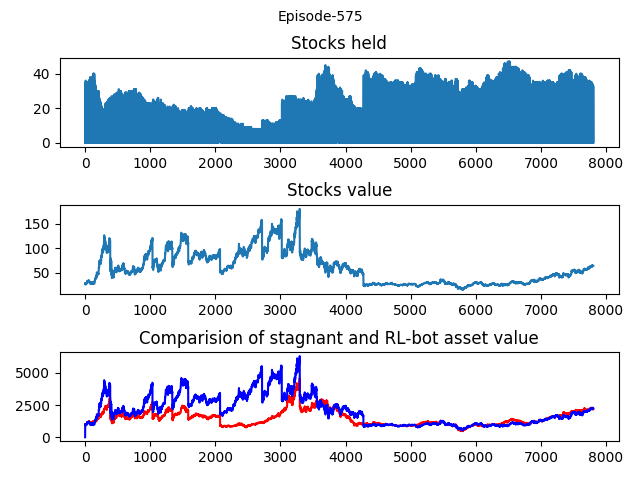 Episode-575
Stocks held
40
20
0
0 1000 2000 3000 4000 5000 6000 7000 8000
Stocks value
150
100
50
0 1000 2000 3000 4000 5000 6000 7000 8000
Comparision of stagnant and RL-bot asset value
5000
2500
0
0 1000 2000 3000 4000 5000 6000 7000 8000